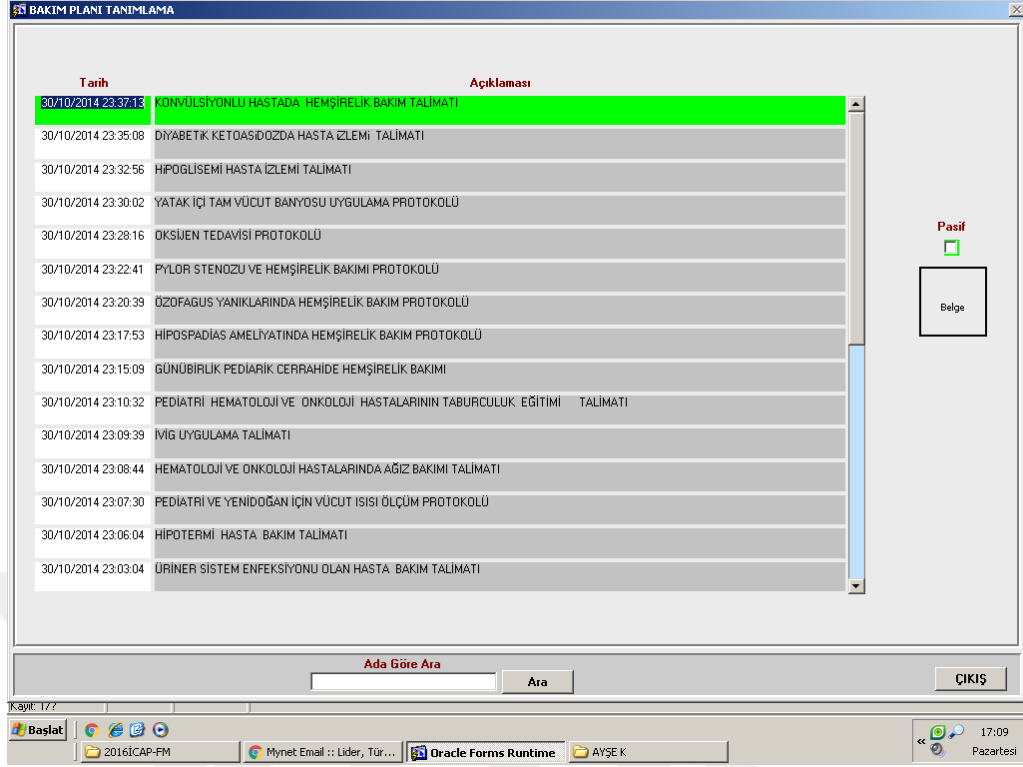 BAKIM PLANI TANIMLAMA
Tarih Açıklaması
30/10/2014 23:37:13 KONVÜLSİYONLU HASTADA HEMŞİRELİK BAKIM TALİMATI
30/10/2014 23:35:08 DİYABETİK KETOASİDOZDA HASTA İZLEMİ TALİMATI
30/10/2014 23:32:56 HİPOGLİSEMİ HASTA İZLEMİ TALİMATI
30/10/2014 23:30:02 YATAK İÇİ TAM VÜCUT BANYOSU UYGULAMA PROTOKOLÜ
30/10/2014 23:28:16 OKSİJEN TEDAVİSİ PROTOKOLÜ
30/10/2014 23:22:41 PYLOR STENOZU VE HEMŞİRELİK BAKIMI PROTOKOLÜ
30/10/2014 23:20:39 ÖZOFAGUS YANIKLARINDA HEMŞİRELİK BAKIM PROTOKOLÜ
30/10/2014 23:17:53 HİPOSPADİAS AMELİYATINDA HEMŞİRELİK BAKIM PROTOKOLÜ
30/10/2014 23:15:09 GÜNÜBİRLİK PEDİARİK CERRAHİDE HEMŞİRELİK BAKIMI
30/10/2014 23:10:32 PEDİATRİ HEMATOLOJİ VE ONKOLOJİ HASTALARININ TABURCULUK EĞİTİMİ TALİMATI
30/10/2014 23:09:39 İVİG UYGULAMA TALİMATI
30/10/2014 23:08:44 HEMATOLOJİ VE ONKOLOJİ HASTALARINDA AĞIZ BAKIMI TALİMATI
30/10/2014 23:07:30 PEDİATRİ VE YENİDOĞAN İÇİN VÜCUT ISISI ÖLÇÜM PROTOKOLÜ
30/10/2014 23:06:04 HİPOTERMİ HASTA BAKIM TALİMATI
30/10/2014 23:03:04 ÜRİNER SİSTEM ENFEKSİYONU OLAN HASTA BAKIM TALİMATI
Pasif
Belge
Ada Göre Ara
Ara
ÇIKIŞ
Kayıt: 1/?
Başlat
2016İCAP-FM
Mynet Email :: Lider, Tür...
Oracle Forms Runtime
AYŞE K
17:09
Pazartesi